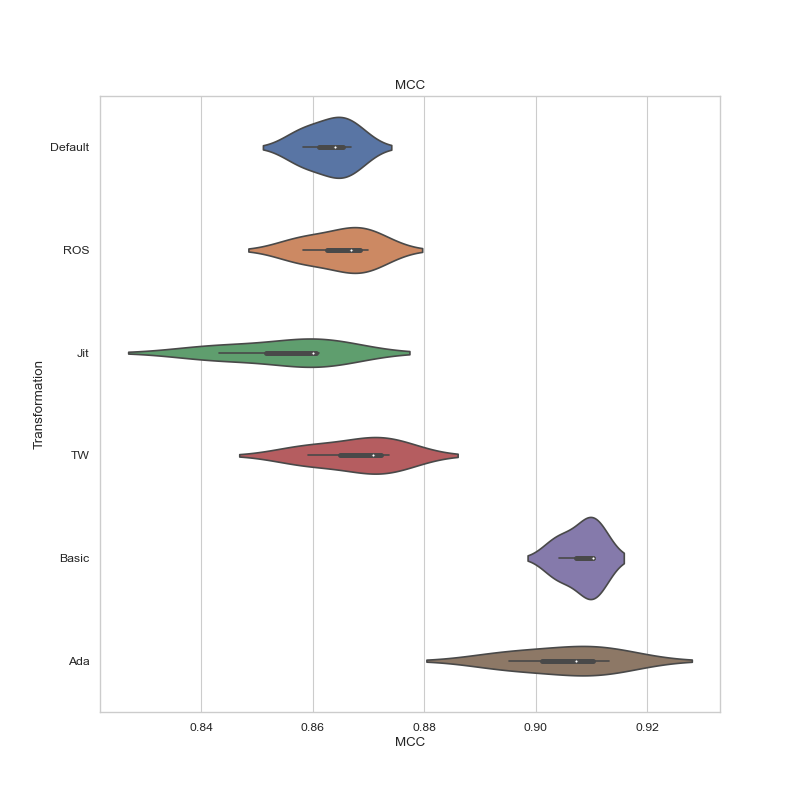 MCC
Default
ROS
Jit
TW
Basic
Ada
Transformation
0.84 0.86 0.88 0.90 0.92
MCC